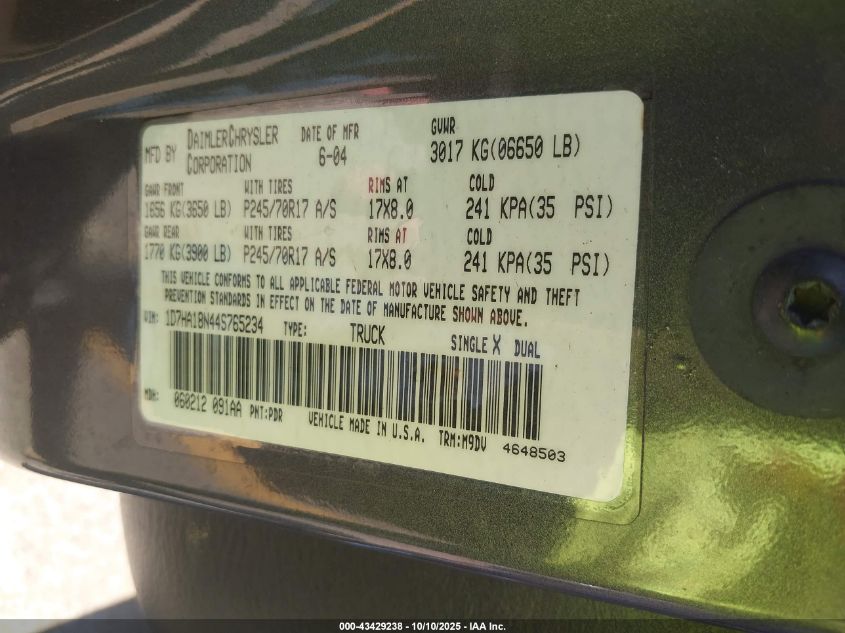 MFD BY DAIMLERCHRYSLER CORPORATION DATE OF MFR 6-04 GVWR 3017 KG(06650 LB)
GAWR FRONT WITH TIRES RIMS AT COLD
1656 KG(3650 LB) P245/70R17 A/S 17X8.0 241 KPA(35 PSI)
GAWR REAR WITH TIRES RIMS AT COLD
1770 KG(3900 LB) P245/70R17 A/S 17X8.0 241 KPA(35 PSI)
THIS VEHICLE CONFORMS TO ALL APPLICABLE FEDERAL MOTOR VEHICLE SAFETY AND THEFT
PREVENTION STANDARDS IN EFFECT ON THE DATE OF MANUFACTURE SHOWN ABOVE.
VIN: 1D7HA18N44S765234 TYPE: TRUCK SINGLE X DUAL
MDH: 060212 091AA PNT:PDR VEHICLE MADE IN U.S.A. TRM:M9DV 4648503
000-43429238 - 10/10/2025 - IAA Inc.